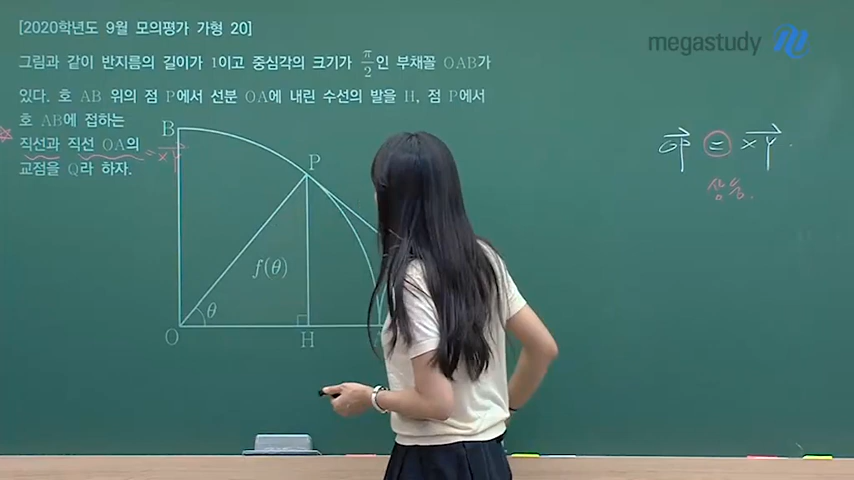 [2020학년도 9월 모의평가 가형 20]
그림과 같이 반지름의 길이가 1이고 중심각의 크기가 π/2인 부채꼴 OAB가
있다. 호 AB 위의 점 P에서 선분 OA에 내린 수선의 발을 H, 점 P에서
호 AB에 접하는
직선과 직선 OA의 = XY
교점을 Q라 하자.
megastudy
OP = XY
상등.
B
P
f(θ)
θ
O
H